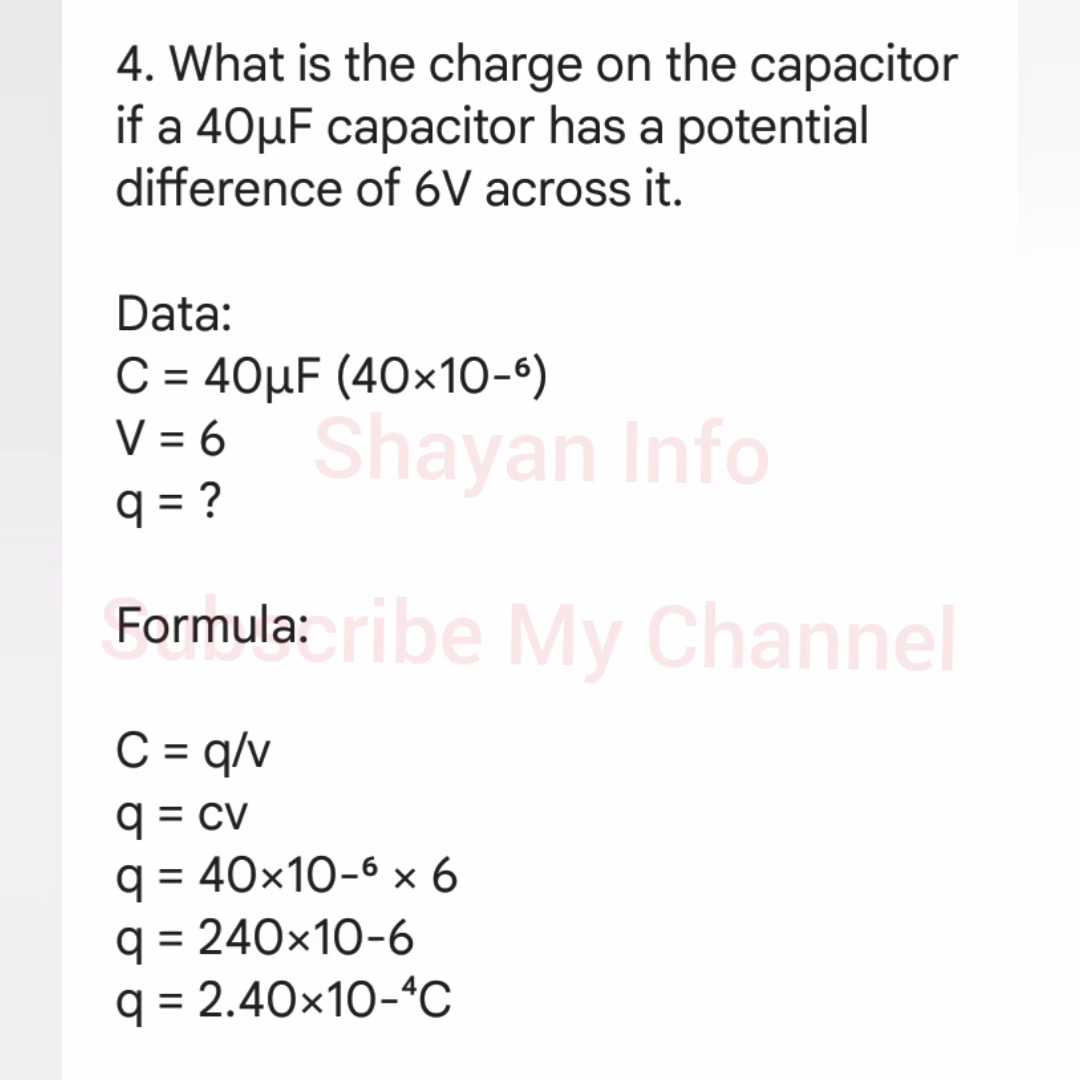 4. What is the charge on the capacitor
if a 40µF capacitor has a potential
difference of 6V across it.
Data:
C = 40µF (40×10-⁶)
V = 6
Shayan Info
q = ?
Subscribe My Channel
Formula:
C = q/v
q = cv
q = 40×10-⁶ × 6
q = 240×10-6
q = 2.40×10-⁴C